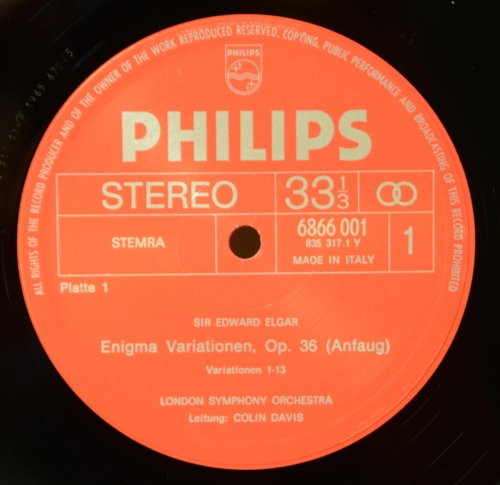 ALL RIGHTS OF THE RECORD PRODUCER AND OF THE OWNER OF THE WORK REPRODUCED RESERVED. COPYING, PUBLIC PERFORMANCE AND BROADCASTING OF THIS RECORD PROHIBITED
PHILIPS
PHILIPS
STEREO 33 1/3
STEMRA 6866 001 1
835 317.1 Y
MADE IN ITALY
Platte 1
SIR EDWARD ELGAR
Enigma Variationen, Op. 36 (Anfaug)
Variationen 1-13
LONDON SYMPHONY ORCHESTRA
Leitung: COLIN DAVIS